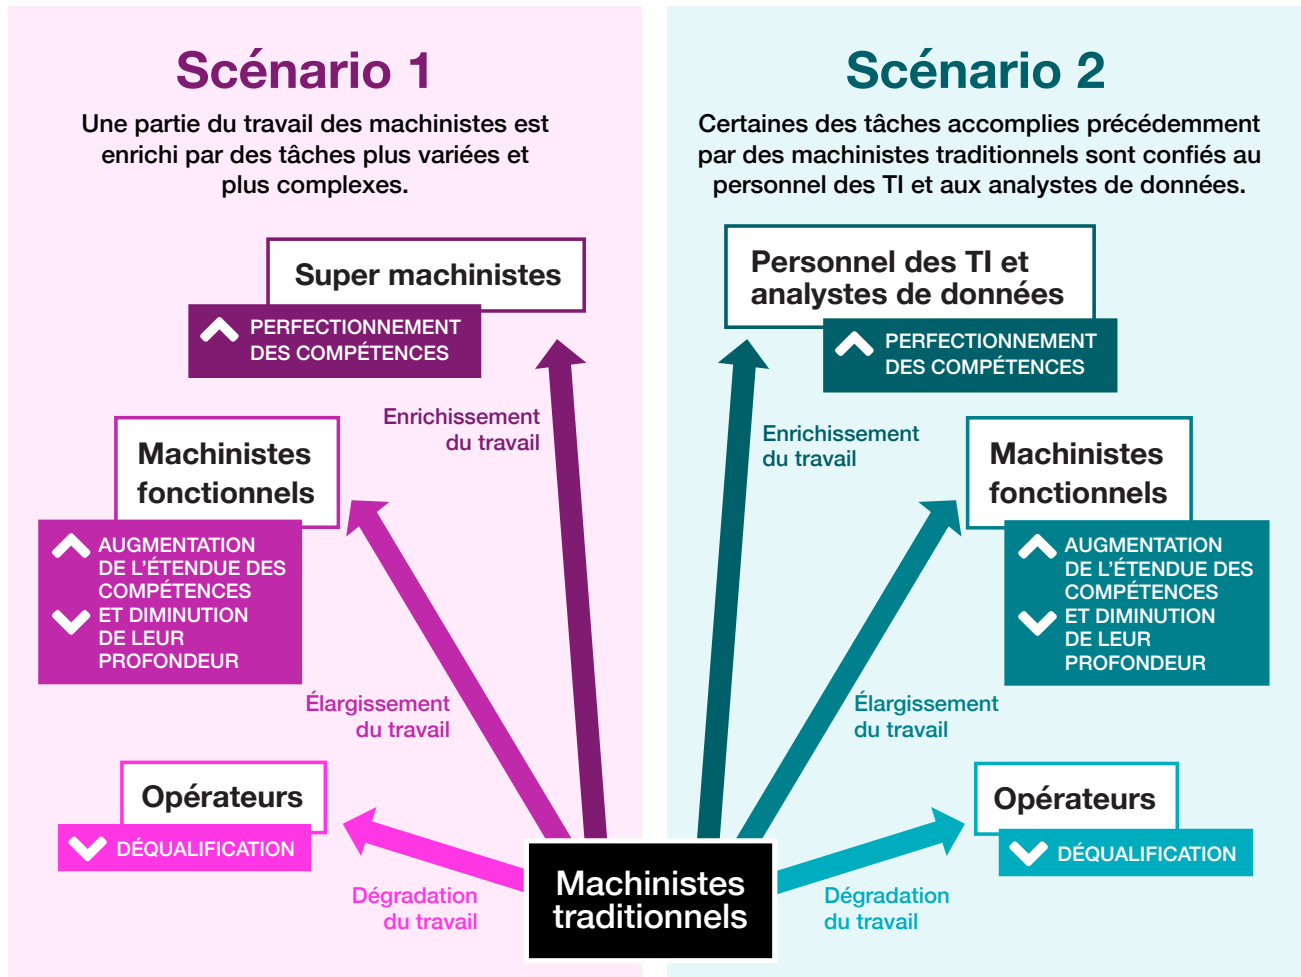 Scénario 1
Une partie du travail des machinistes est
enrichi par des tâches plus variées et
plus complexes.
Super machinistes
PERFECTIONNEMENT
DES COMPÉTENCES
Enrichissement
du travail
Machinistes
fonctionnels
AUGMENTATION
DE L'ÉTENDUE DES
COMPÉTENCES
ET DIMINUTION
DE LEUR
PROFONDEUR
Élargissement
du travail
Opérateurs
DÉQUALIFICATION
Dégradation
du travail
Machinistes
traditionnels
Scénario 2
Certaines des tâches accomplies précédemment
par des machinistes traditionnels sont confiés au
personnel des TI et aux analystes de données.
Personnel des TI et
analystes de données
PERFECTIONNEMENT
DES COMPÉTENCES
Enrichissement
du travail
Machinistes
fonctionnels
AUGMENTATION
DE L'ÉTENDUE DES
COMPÉTENCES
ET DIMINUTION
DE LEUR
PROFONDEUR
Élargissement
du travail
Opérateurs
DÉQUALIFICATION
Dégradation
du travail